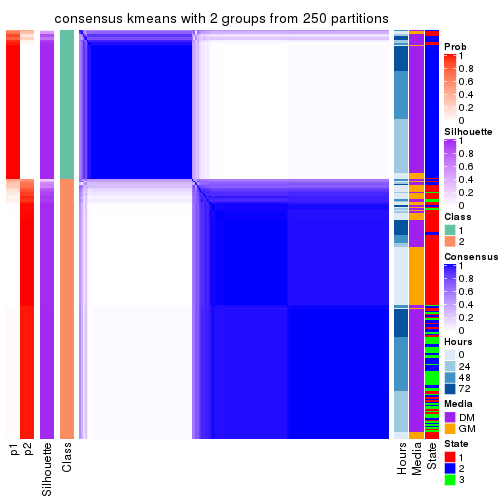 consensus kmeans with 2 groups from 250 partitions
Prob
1
0.8
0.6
0.4
0.2
0
Silhouette
1
0.8
0.6
0.4
0.2
0
Class
1
2
Consensus
1
0.8
0.6
0.4
0.2
0
Hours
0
24
48
72
Media
DM
GM
State
1
2
3
p1
p2
Silhouette
Class
Hours
Media
State